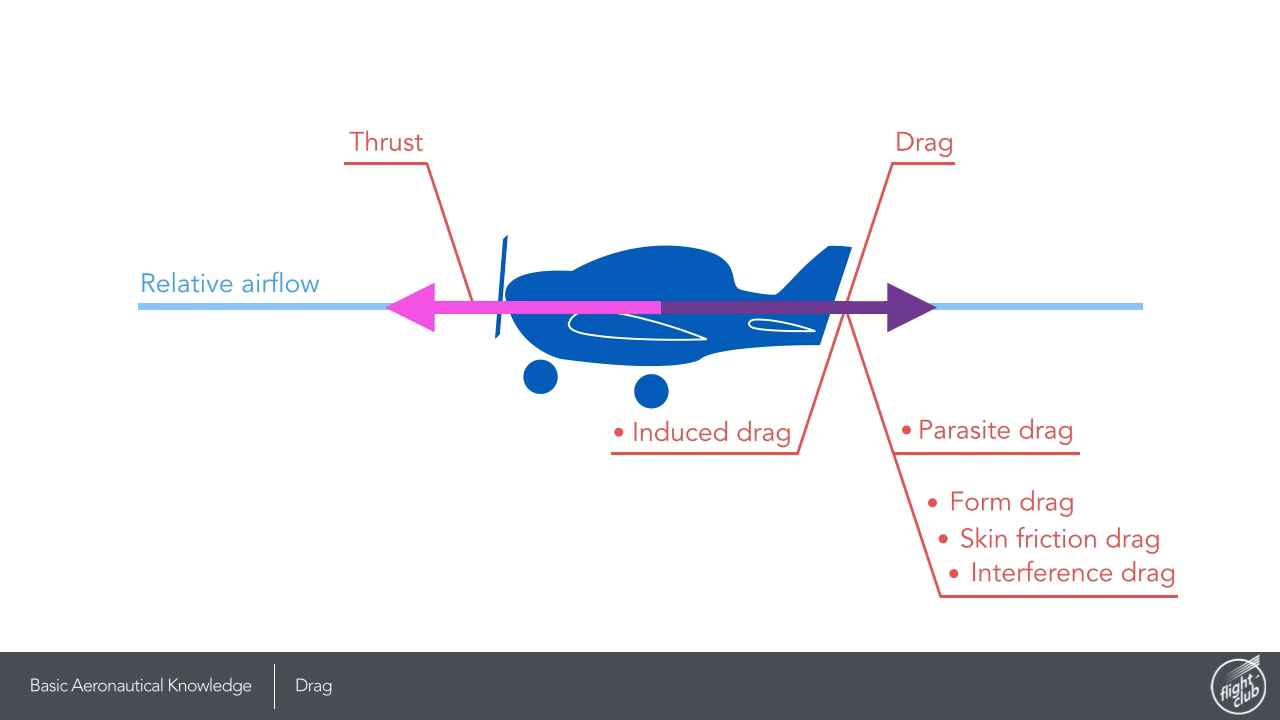 Thrust
Drag
Relative airflow
• Induced drag
• Parasite drag
• Form drag
• Skin friction drag
• Interference drag
Basic Aeronautical Knowledge
Drag
flight
club